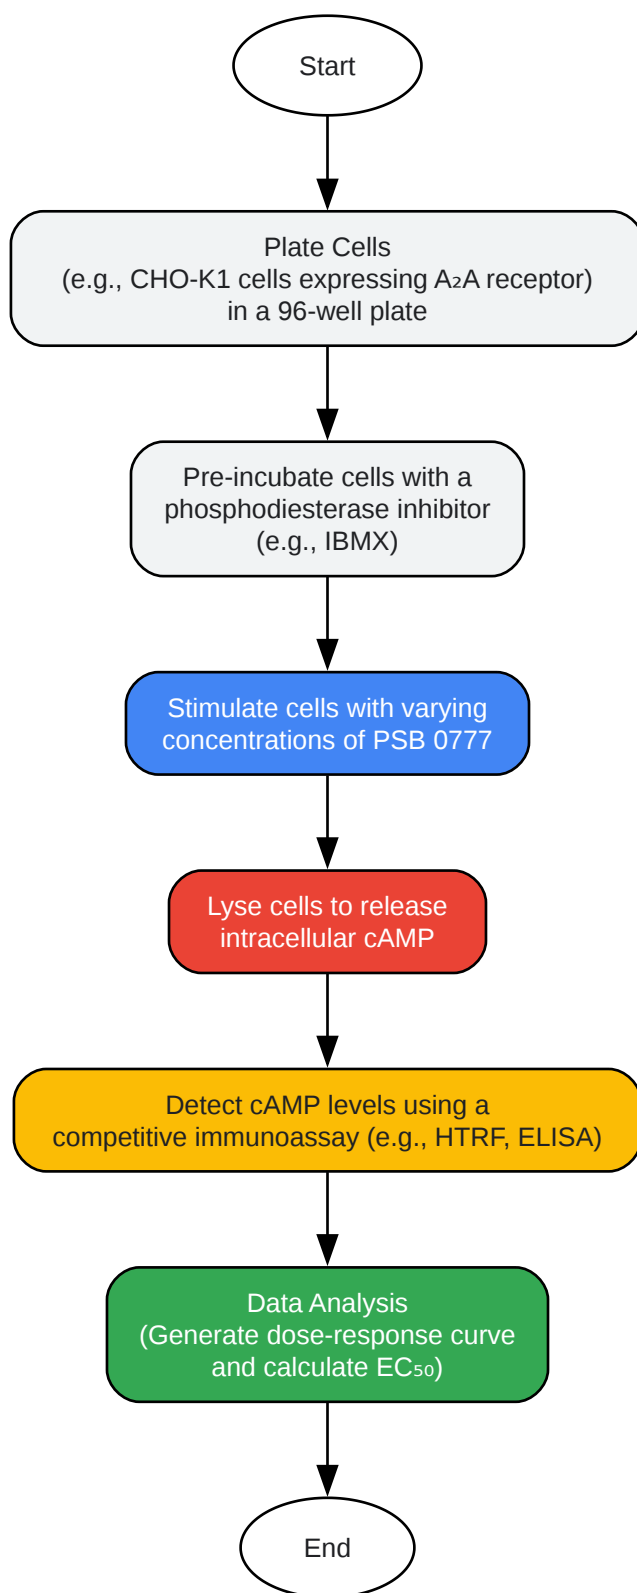 Start
Plate Cells
(e.g., CHO-K1 cells expressing A₂A receptor)
in a 96-well plate
Pre-incubate cells with a
phosphodiesterase inhibitor
(e.g., IBMX)
Stimulate cells with varying
concentrations of PSB 0777
Lyse cells to release
intracellular cAMP
Detect cAMP levels using a
competitive immunoassay (e.g., HTRF, ELISA)
Data Analysis
(Generate dose-response curve
and calculate EC₅₀)
End